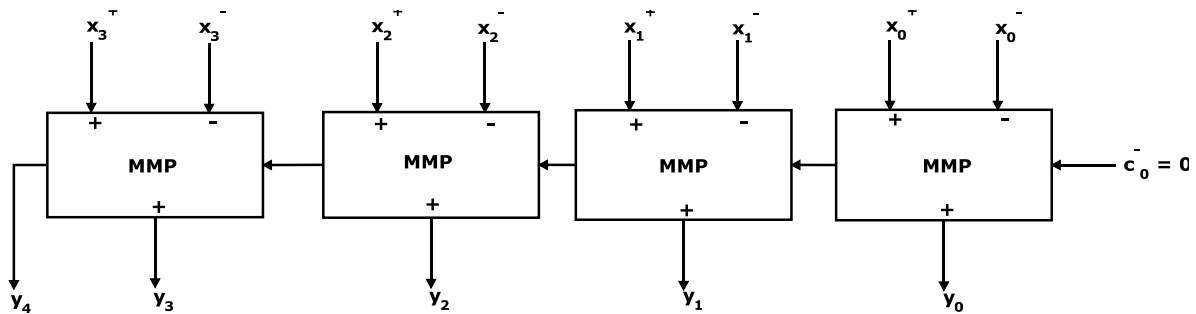 x₃⁺ x₃⁻ x₂⁺ x₂⁻ x₁⁺ x₁⁻ x₀⁺ x₀⁻
+ - + - + - + -
MMP MMP MMP MMP c₀⁻ = 0
+ + + +
y₄ y₃ y₂ y₁ y₀